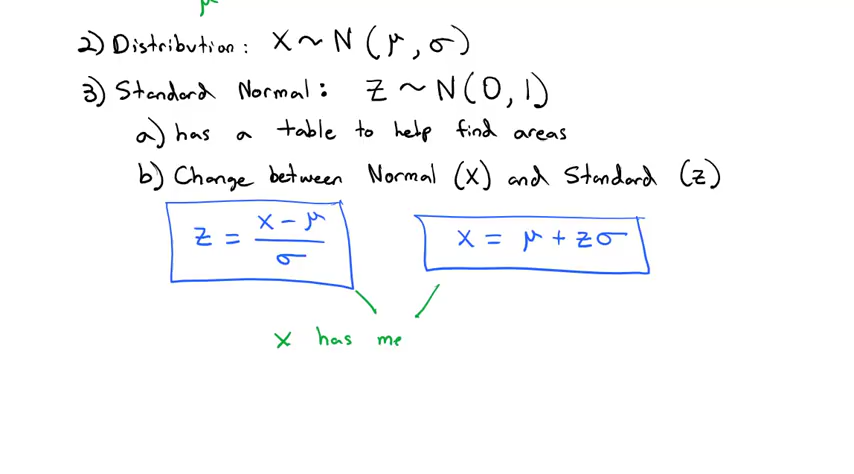 μ
2) Distribution: X ~ N(μ, σ)
3) Standard Normal: Z ~ N(0, 1)
a) has a table to help find areas
b) Change between Normal (X) and Standard (Z)
z = (x - μ) / σ
x = μ + zσ
x has me